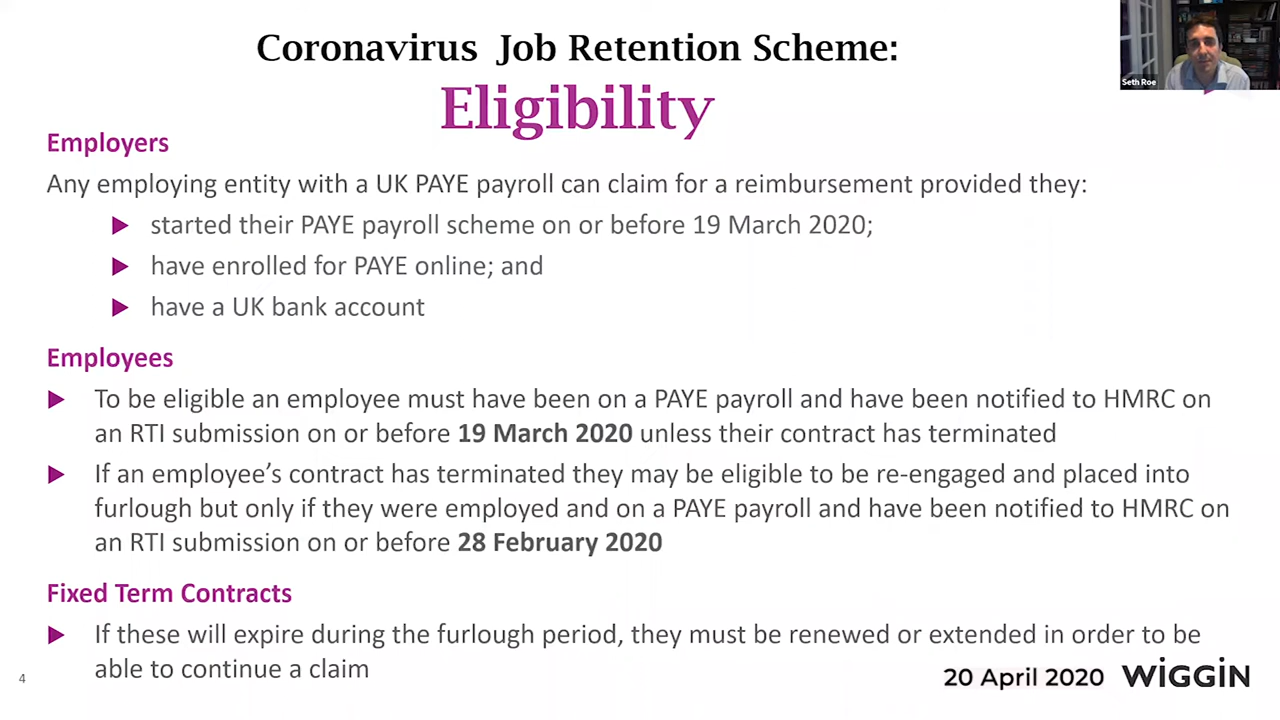 Coronavirus Job Retention Scheme:
Eligibility
Seth Roe
Employers
Any employing entity with a UK PAYE payroll can claim for a reimbursement provided they:
started their PAYE payroll scheme on or before 19 March 2020;
have enrolled for PAYE online; and
have a UK bank account
Employees
To be eligible an employee must have been on a PAYE payroll and have been notified to HMRC on
an RTI submission on or before 19 March 2020 unless their contract has terminated
If an employee’s contract has terminated they may be eligible to be re-engaged and placed into
furlough but only if they were employed and on a PAYE payroll and have been notified to HMRC on
an RTI submission on or before 28 February 2020
Fixed Term Contracts
If these will expire during the furlough period, they must be renewed or extended in order to be
able to continue a claim
4
20 April 2020 WIGGIN